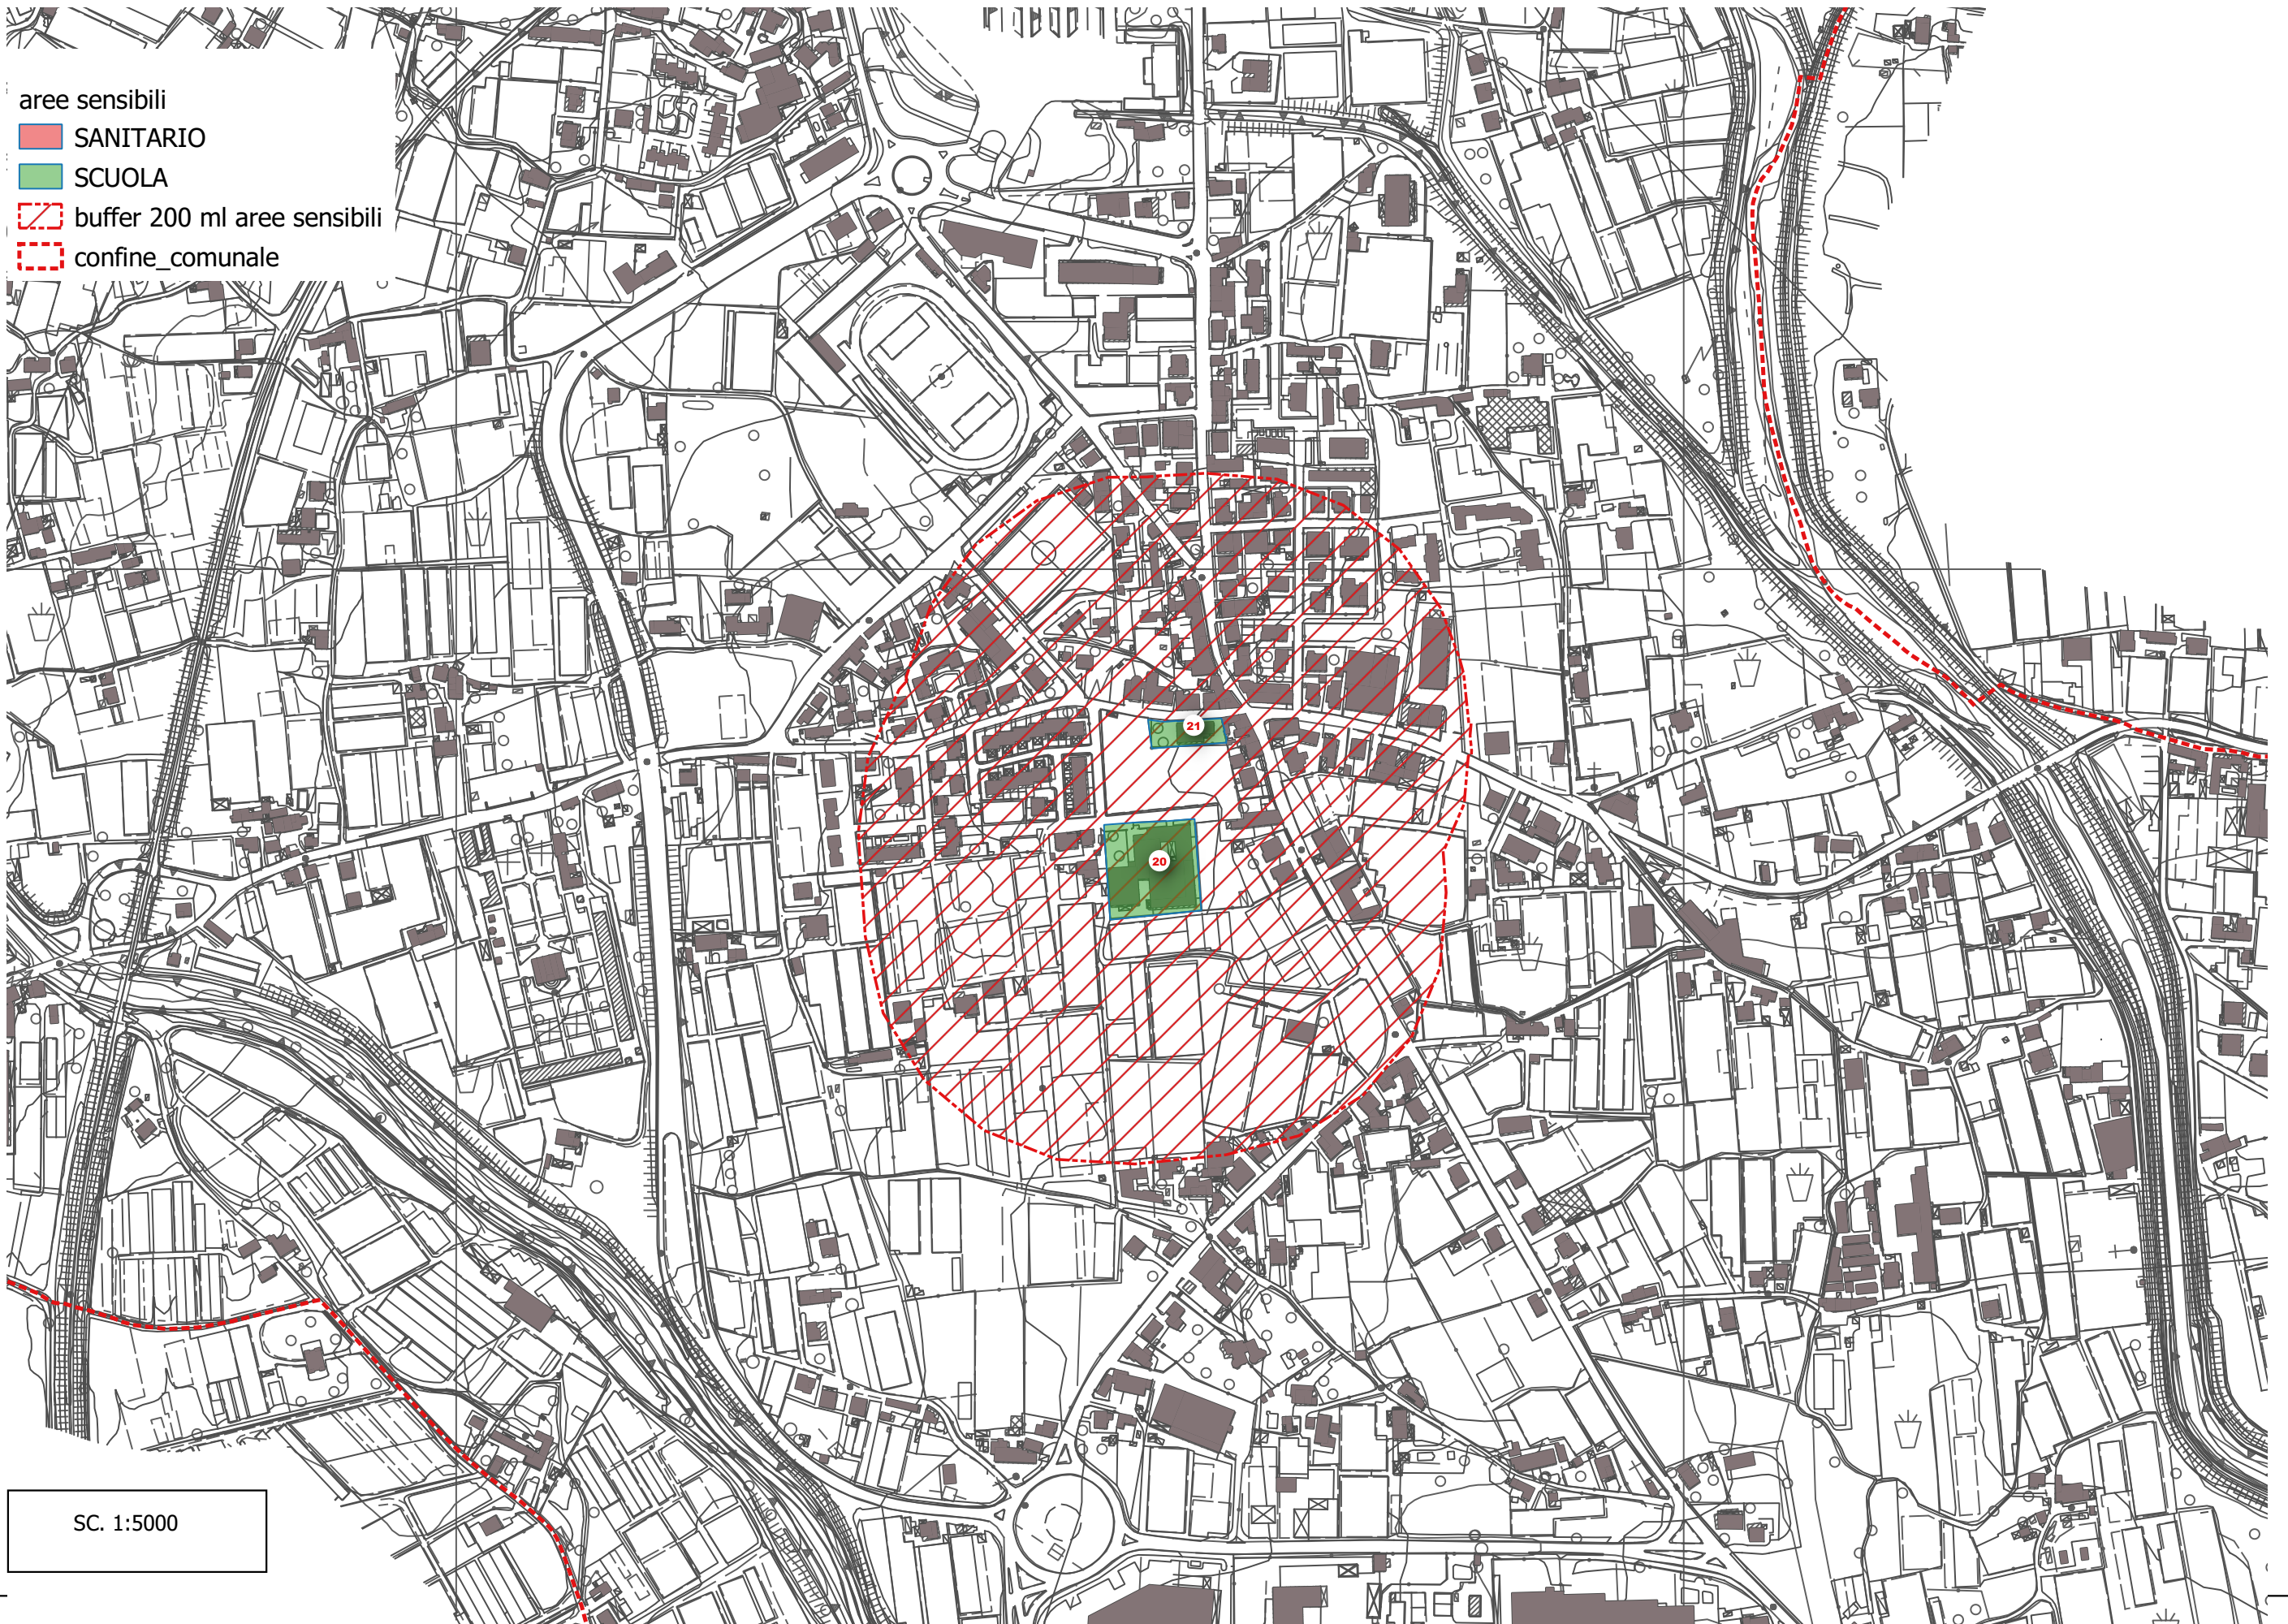 aree sensibili
SANITARIO
SCUOLA
buffer 200 ml aree sensibili
confine_comunale
21
20
SC. 1:5000